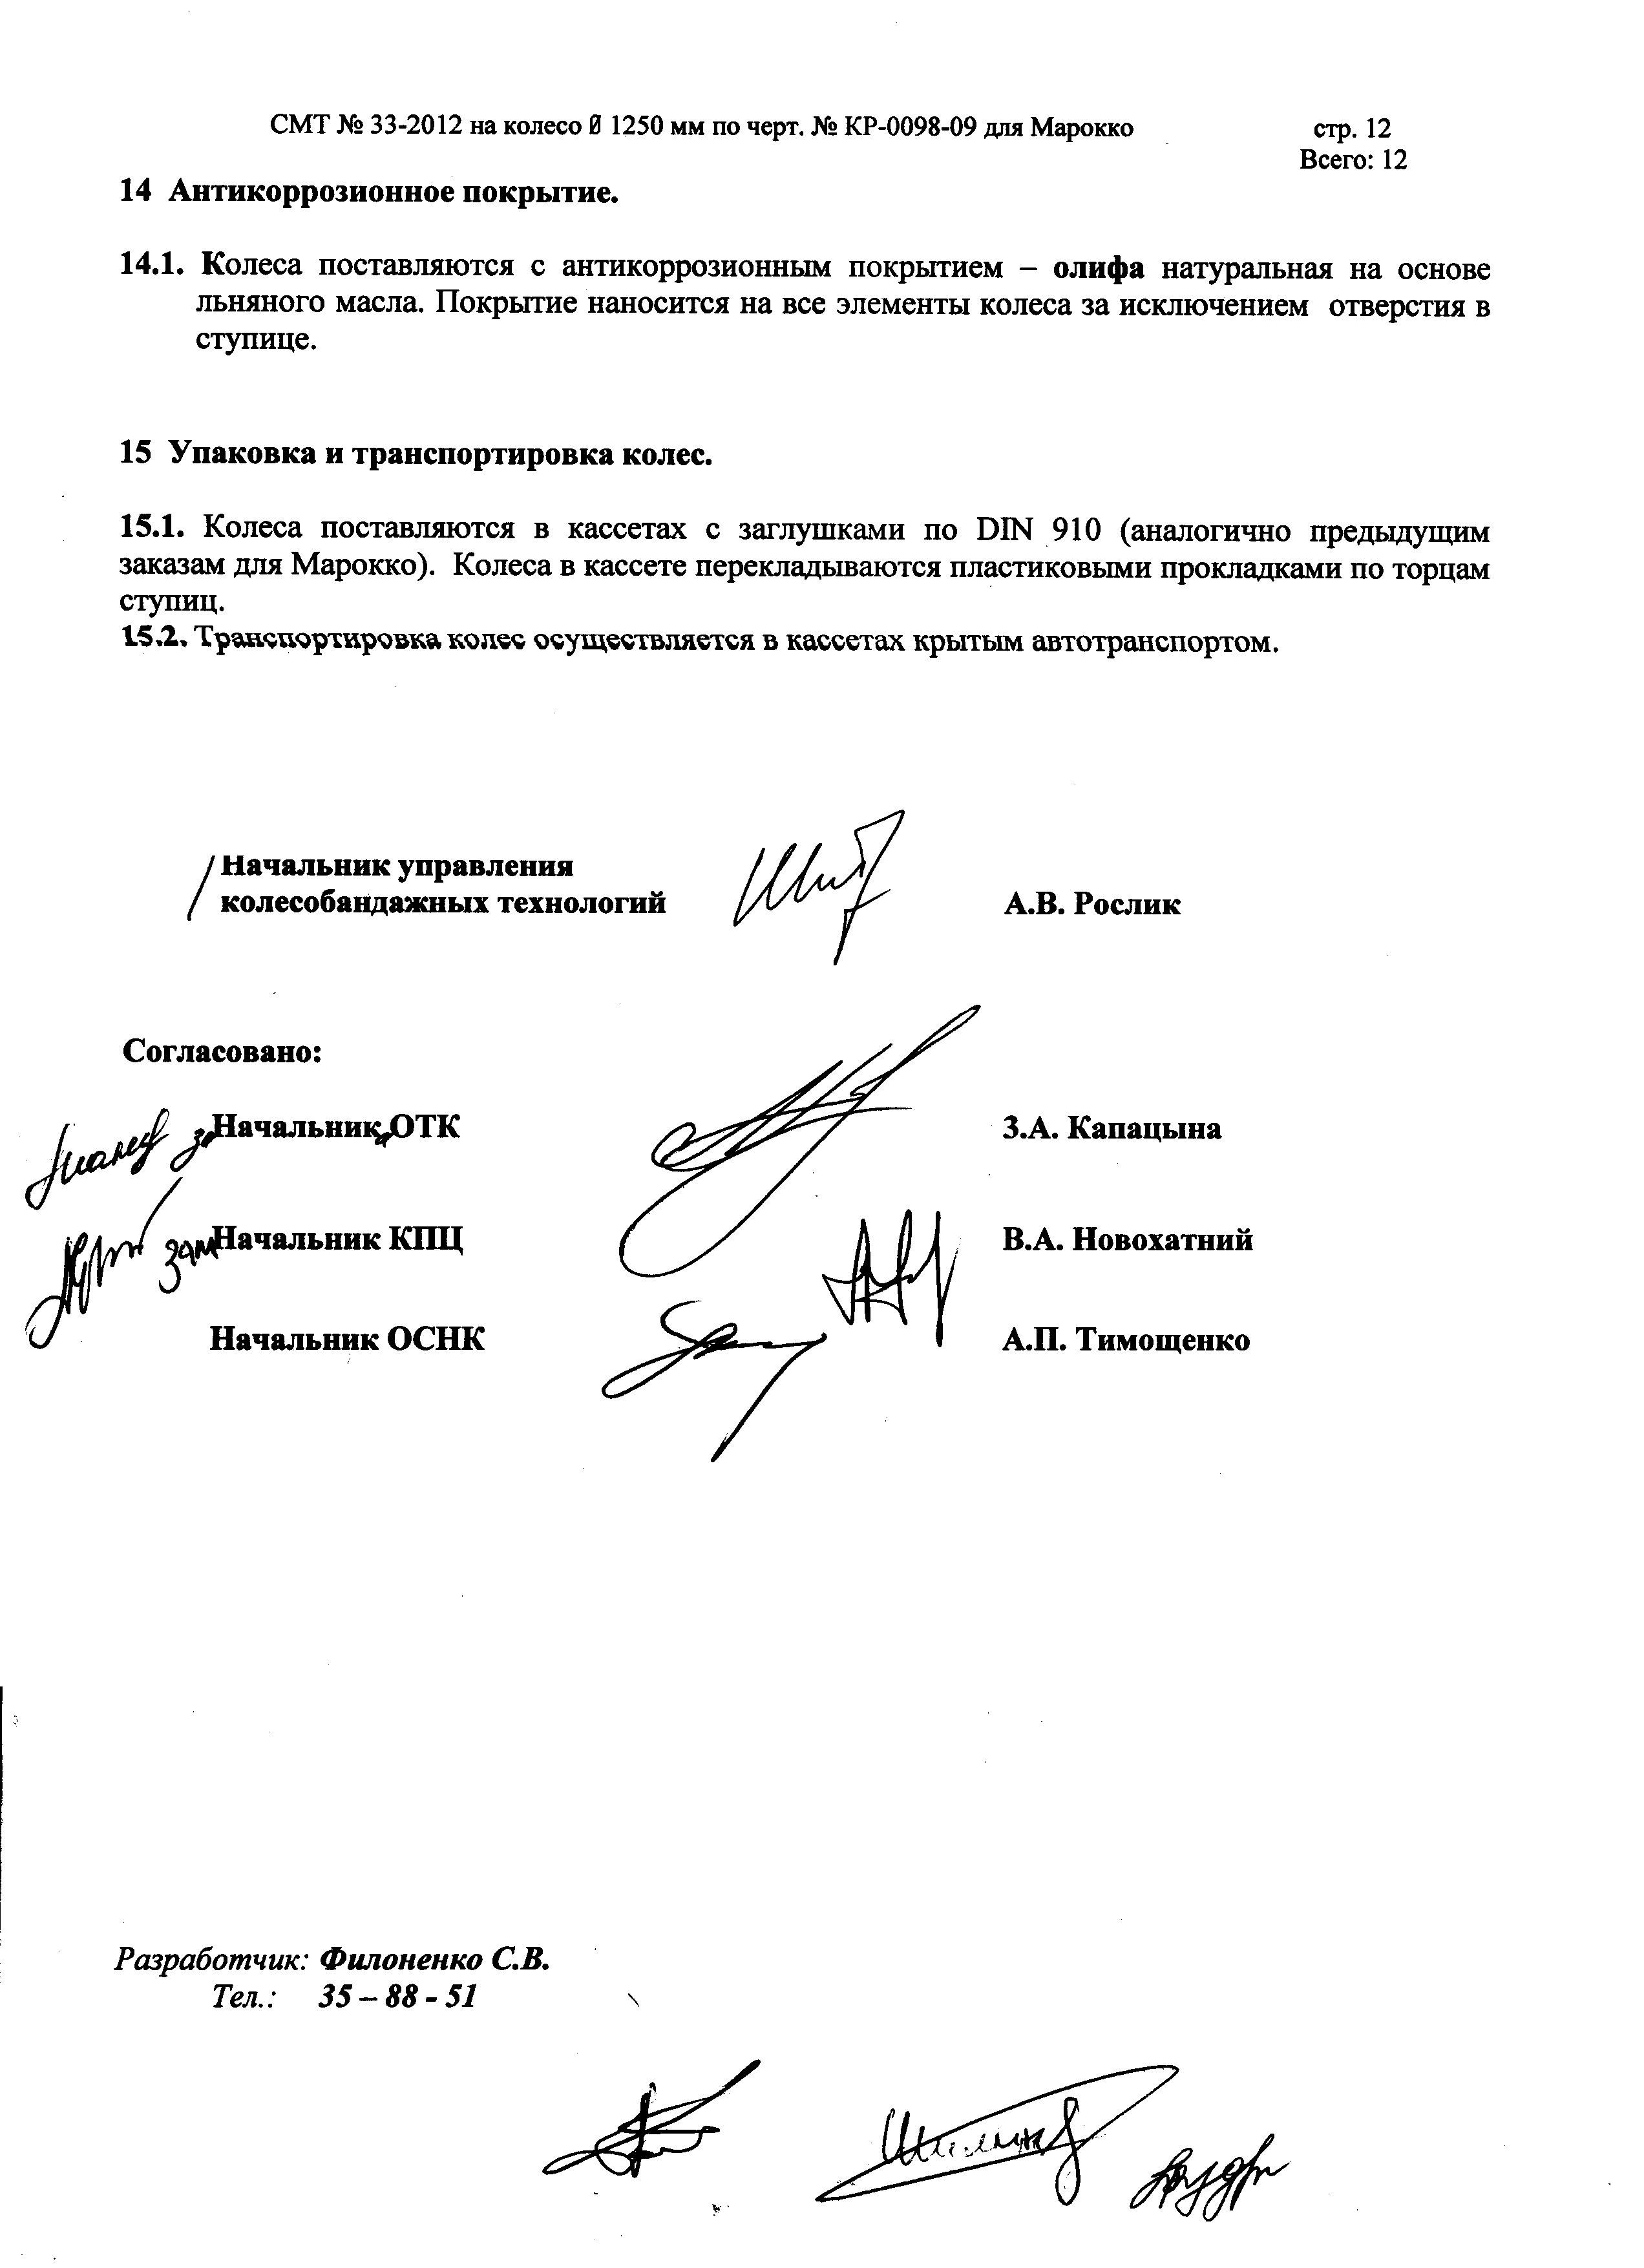 СМТ № 33-2012 на колесо Ø 1250 мм по черт. № КР-0098-09 для Марокко стр. 12
Всего: 12
14 Антикоррозионное покрытие.
14.1. Колеса поставляются с антикоррозионным покрытием – олифа натуральная на основе
льняного масла. Покрытие наносится на все элементы колеса за исключением отверстия в
ступице.
15 Упаковка и транспортировка колес.
15.1. Колеса поставляются в кассетах с заглушками по DIN 910 (аналогично предыдущим
заказам для Марокко). Колеса в кассете перекладываются пластиковыми прокладками по торцам
ступиц.
15.2. Транспортировка колес осуществляется в кассетах крытым автотранспортом.
Начальник управления
колесобандажных технологий А.В. Рослик
Согласовано:
Начальник ОТК З.А. Капацына
зам Начальник КПЦ В.А. Новохатний
Начальник ОСНК А.П. Тимощенко
Разработчик: Филоненко С.В.
Тел.: 35 – 88 - 51